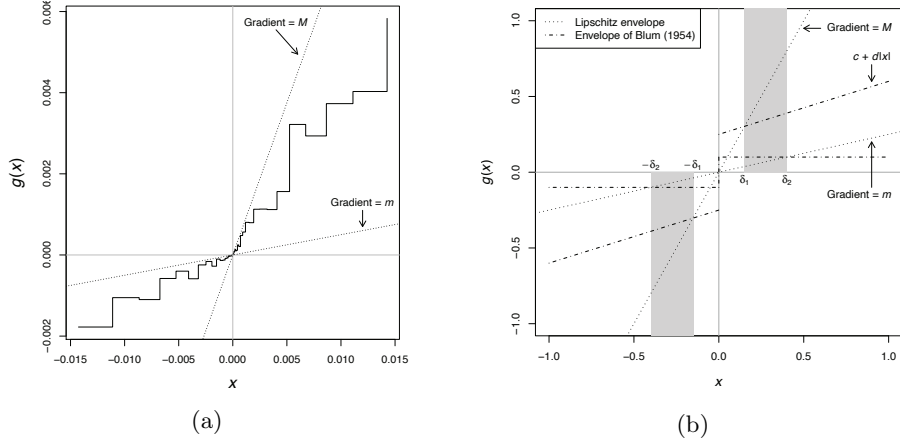 Gradient = M
Gradient = m
g(x)
0.006
0.004
0.002
0.000
−0.002
−0.015
−0.010
−0.005
0.000
0.005
0.010
0.015
x
(a)
Lipschitz envelope
Envelope of Blum (1954)
Gradient = M
c + d|x|
−δ2
−δ1
δ1
δ2
Gradient = m
g(x)
1.0
0.5
0.0
−0.5
−1.0
−1.0
−0.5
0.0
0.5
1.0
x
(b)